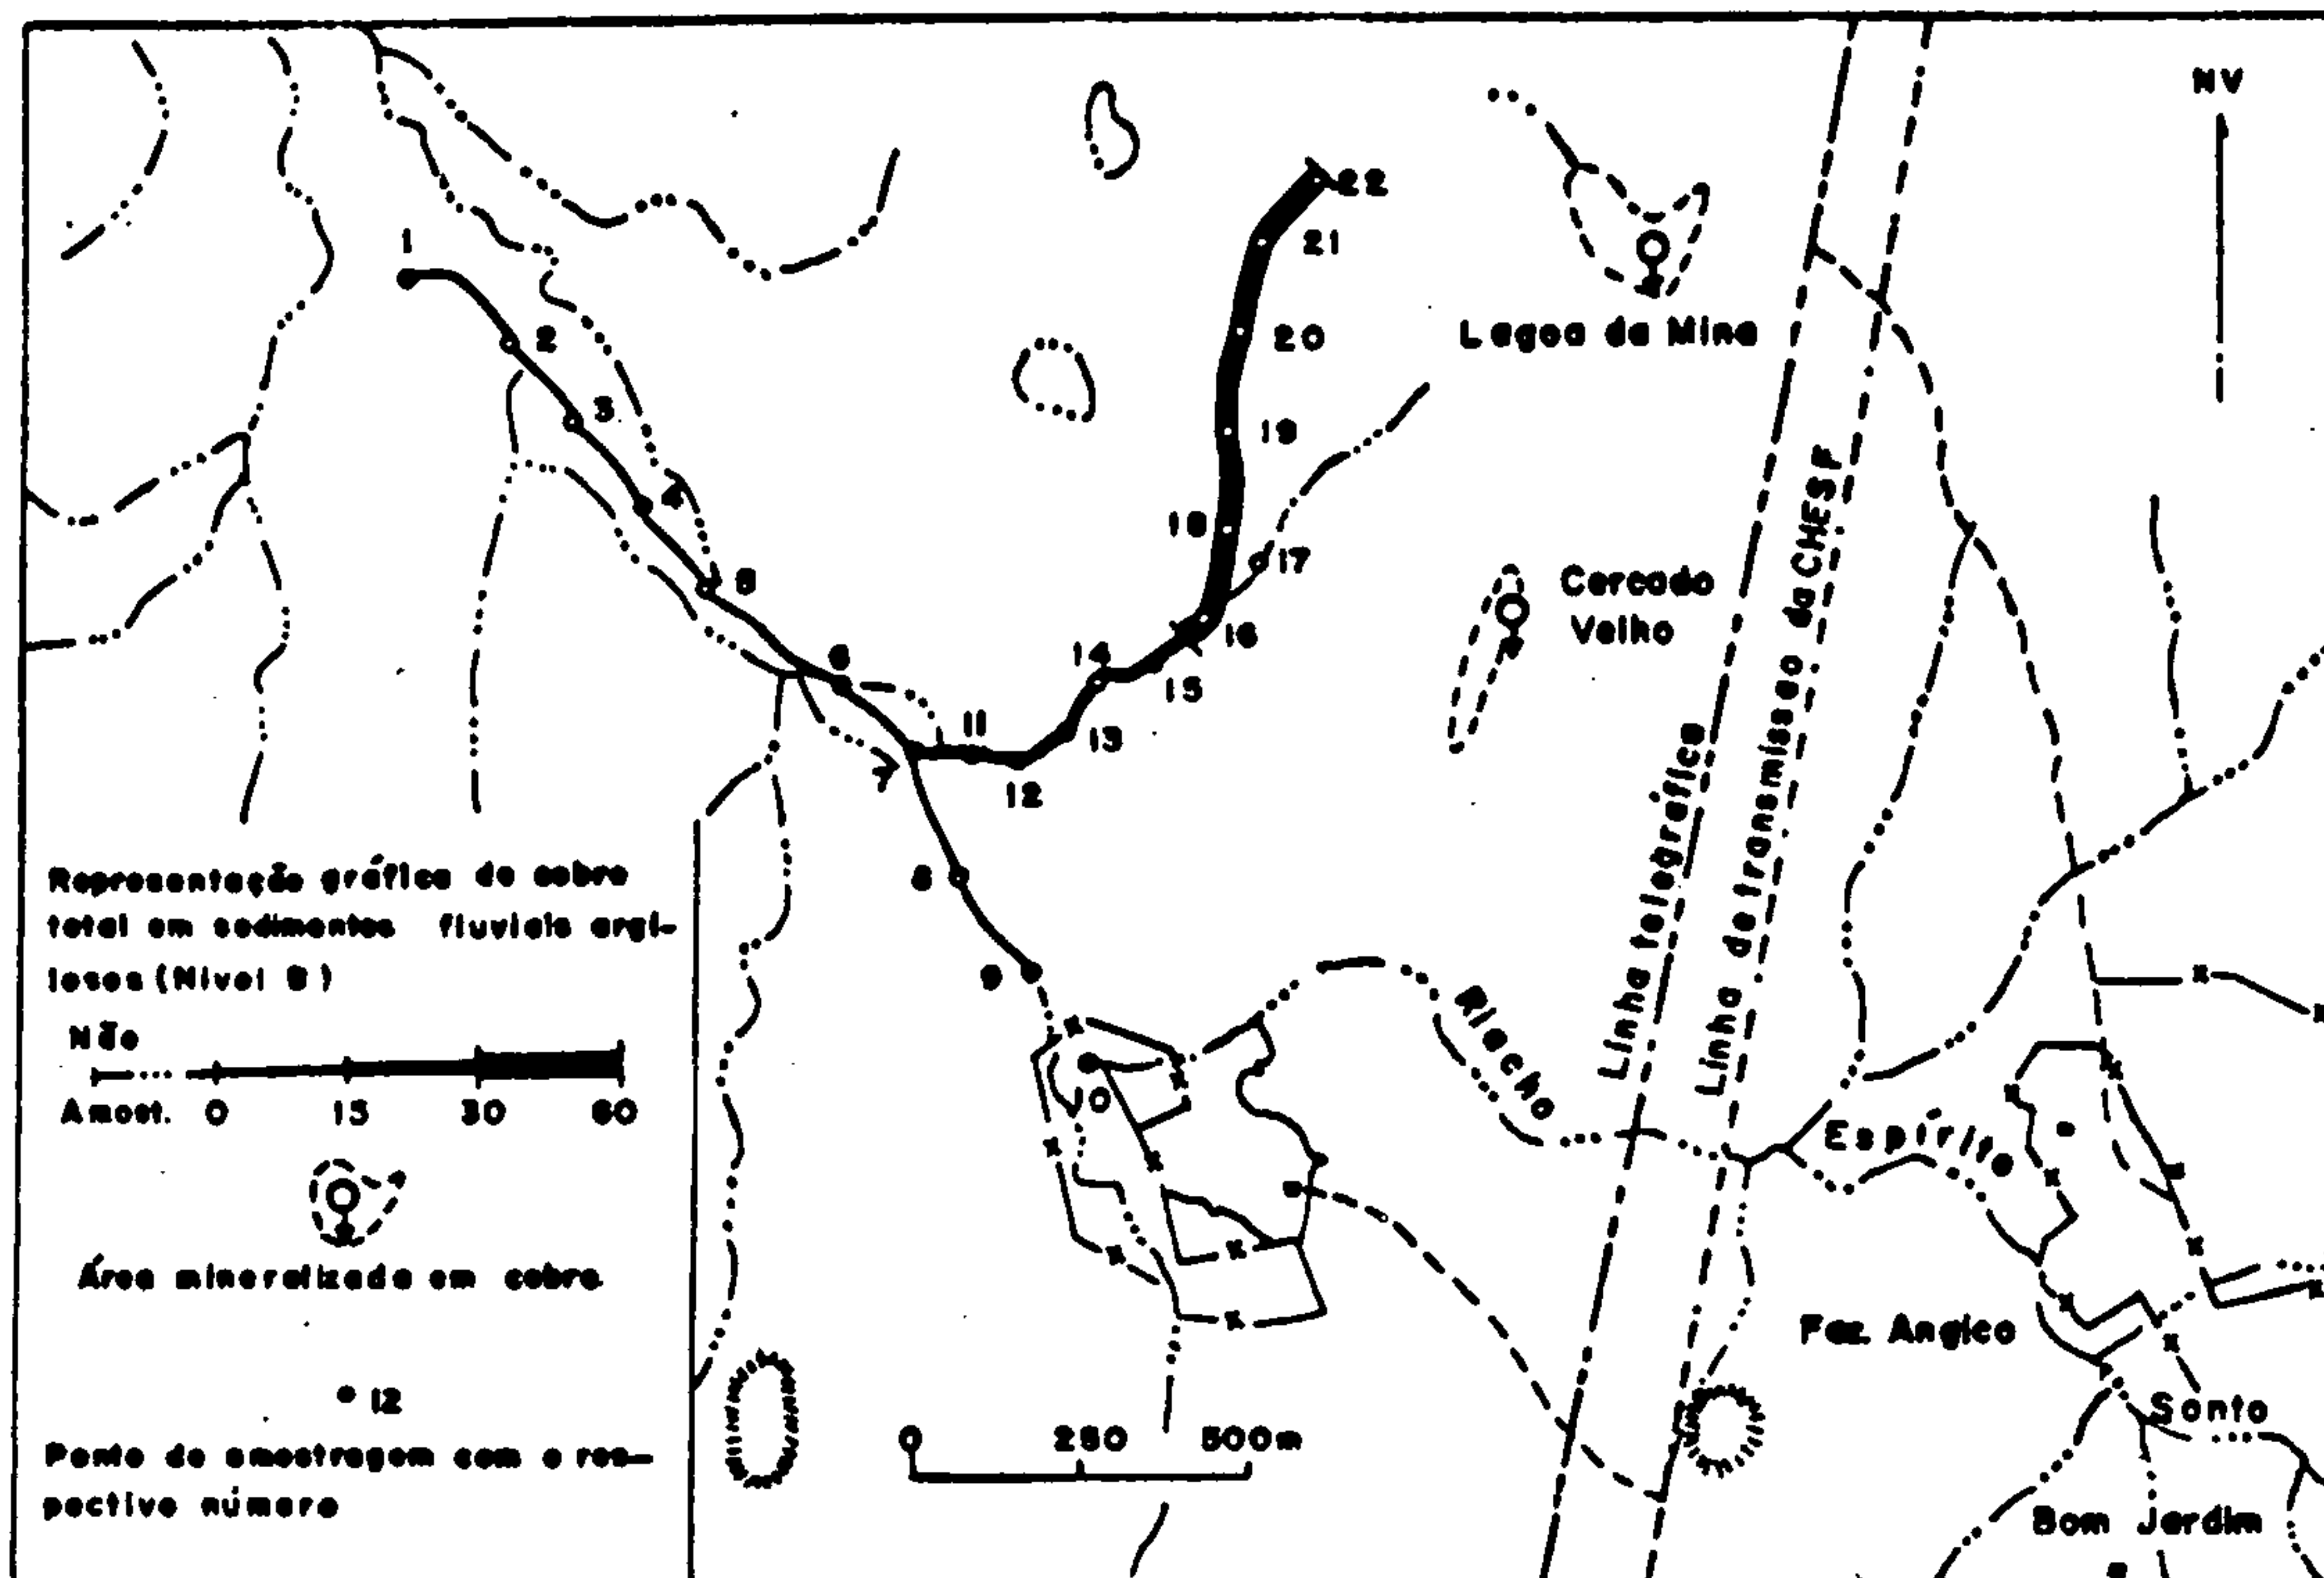 NV
22
1
21
2
20
Lagoa da Mina
3
19
4
18
17
5
Cercado
Velho
16
6
14
15
11
13
7
12
Linha telegráfica
Linha de transmissão da CHESF
8
Representação gráfica do cobre
total em sedimentos fluviais argi-
losos (Nível B)
9
Riacho
Não
Amost. 0 15 30 60
10
Espírito
Área mineralizada em cobre
Faz. Angico
12
Santo
0 250 500m
Ponto de amostragem com o res-
pectivo número
Bom Jardim